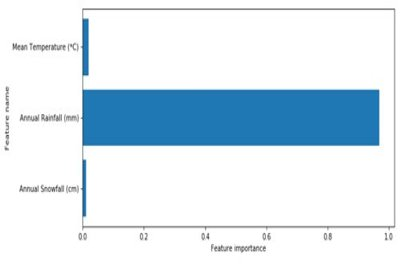 Mean Temperature (°C)
Annual Rainfall (mm)
Annual Snowfall (cm)
Feature name
0.0 0.2 0.4 0.6 0.8 1.0
Feature importance